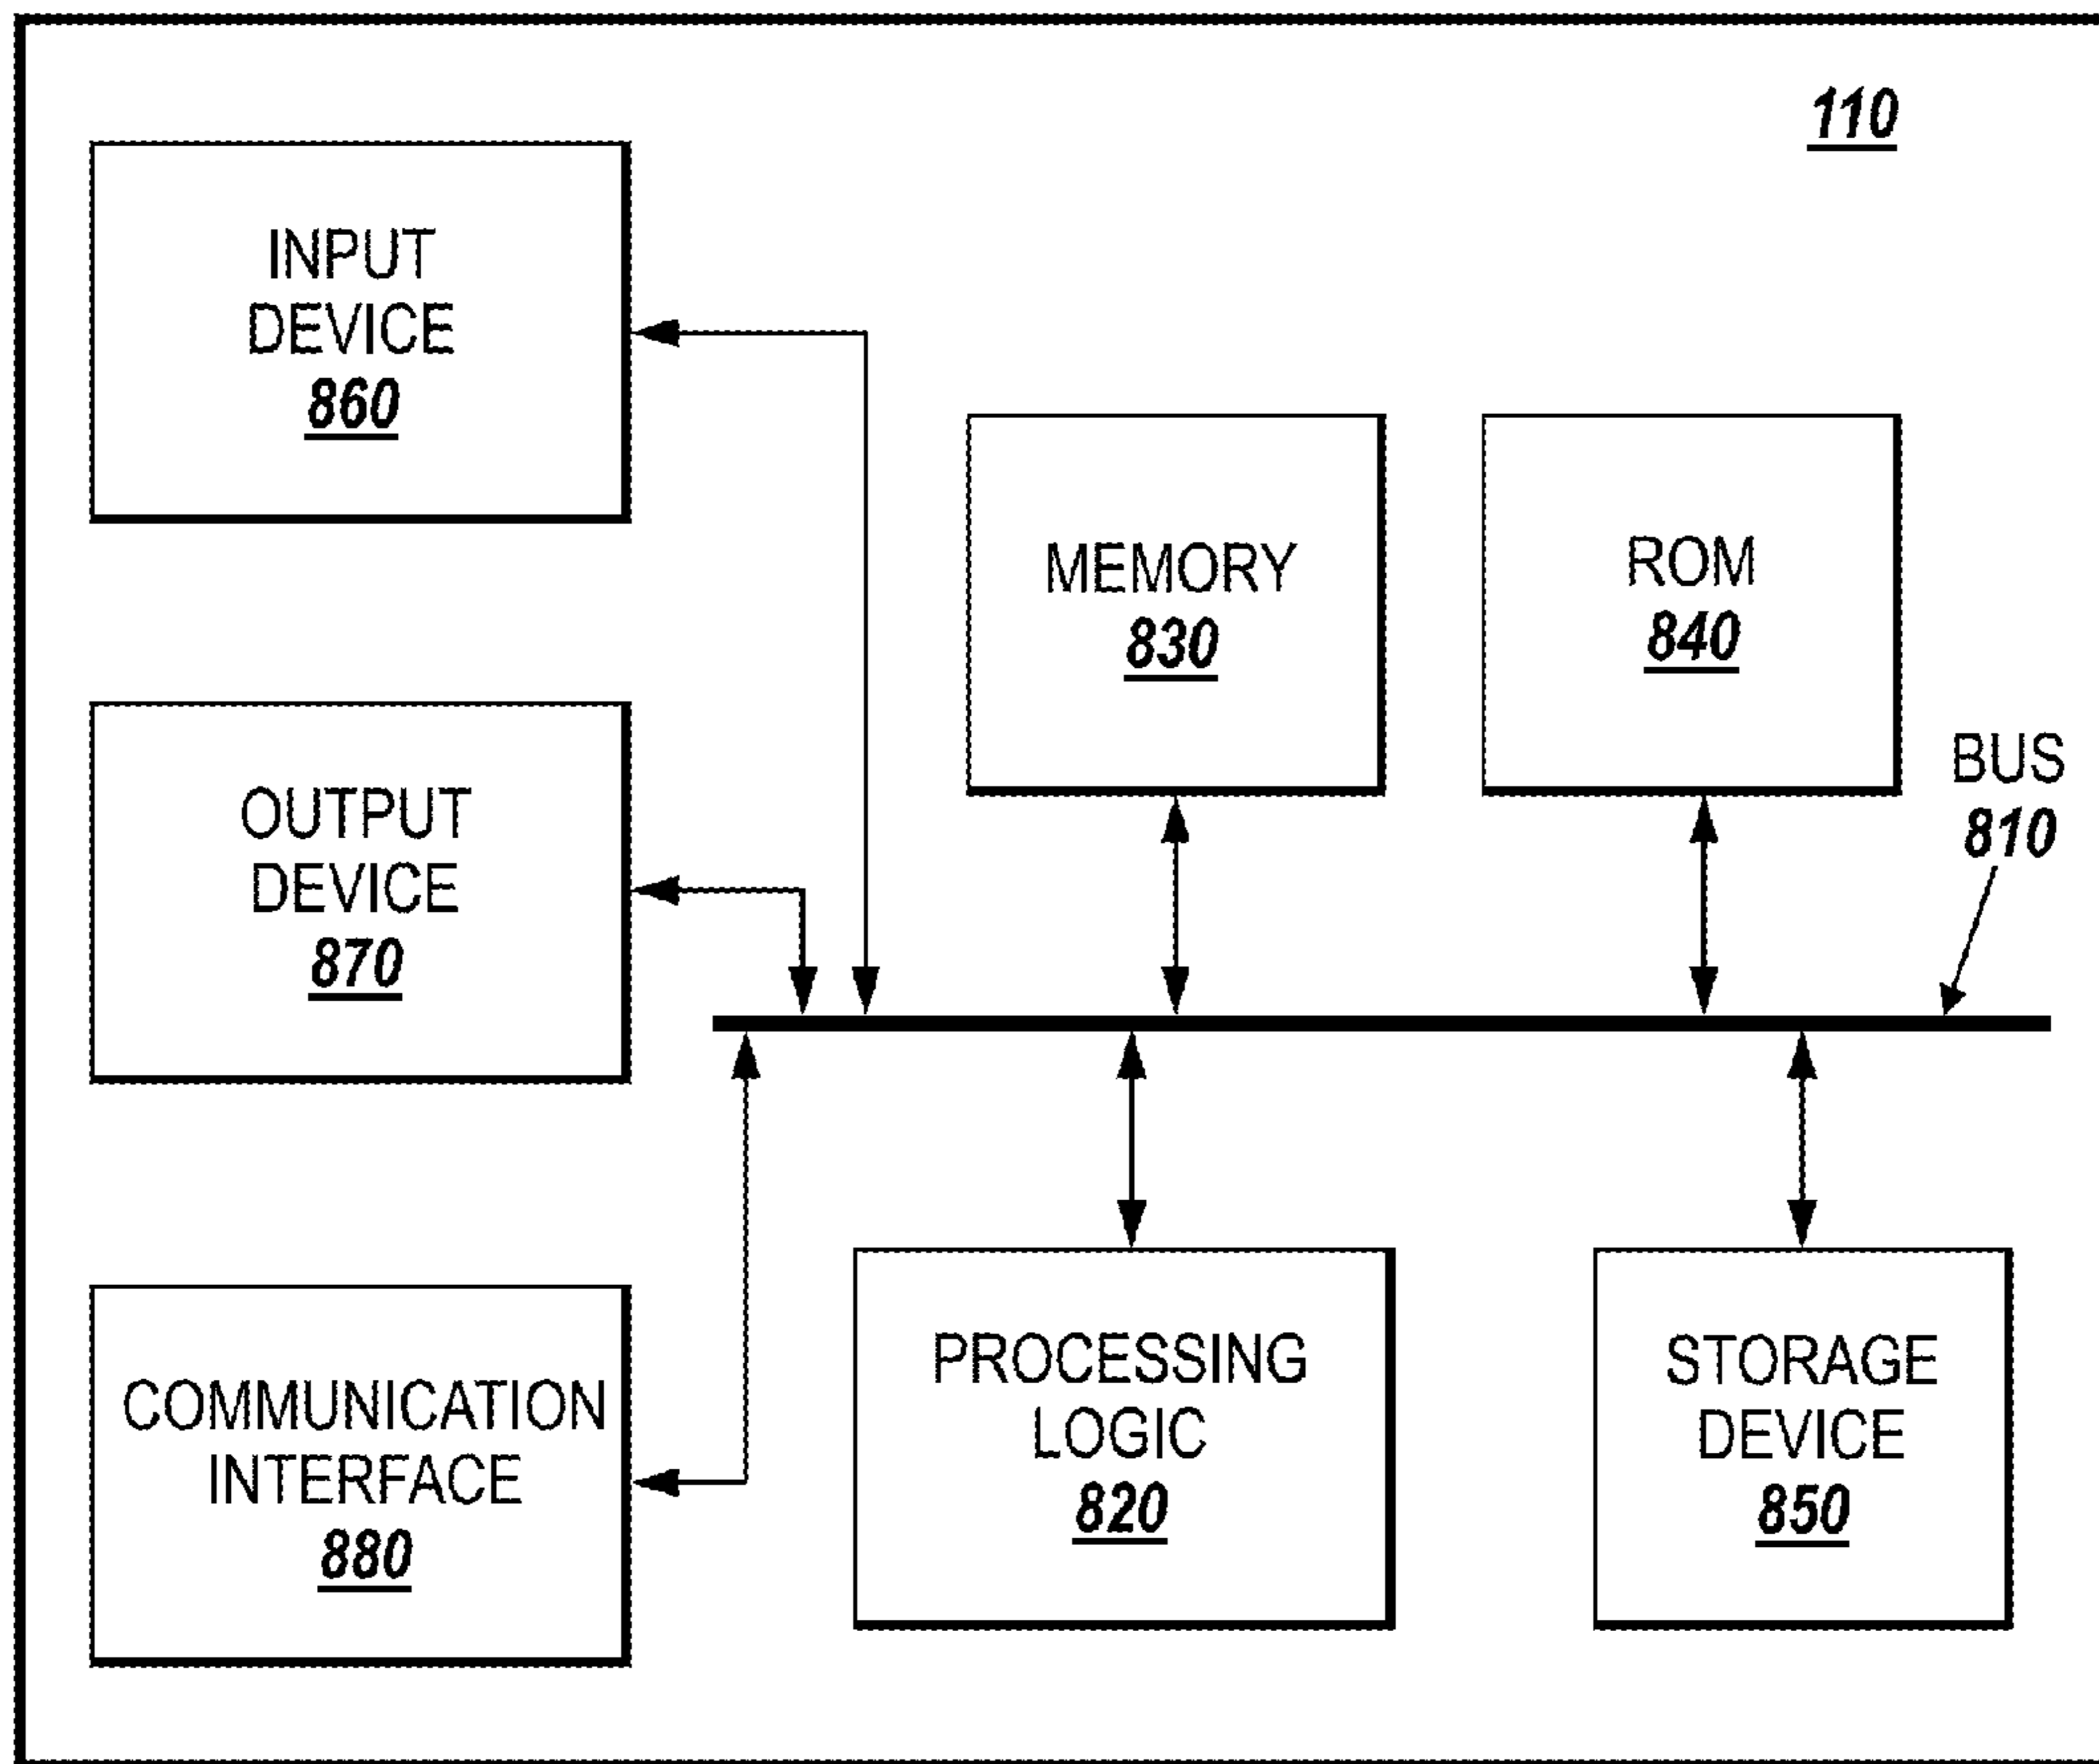 110
INPUT
DEVICE
860
MEMORY
830
ROM
840
OUTPUT
DEVICE
870
BUS
810
COMMUNICATION
INTERFACE
880
PROCESSING
LOGIC
820
STORAGE
DEVICE
850